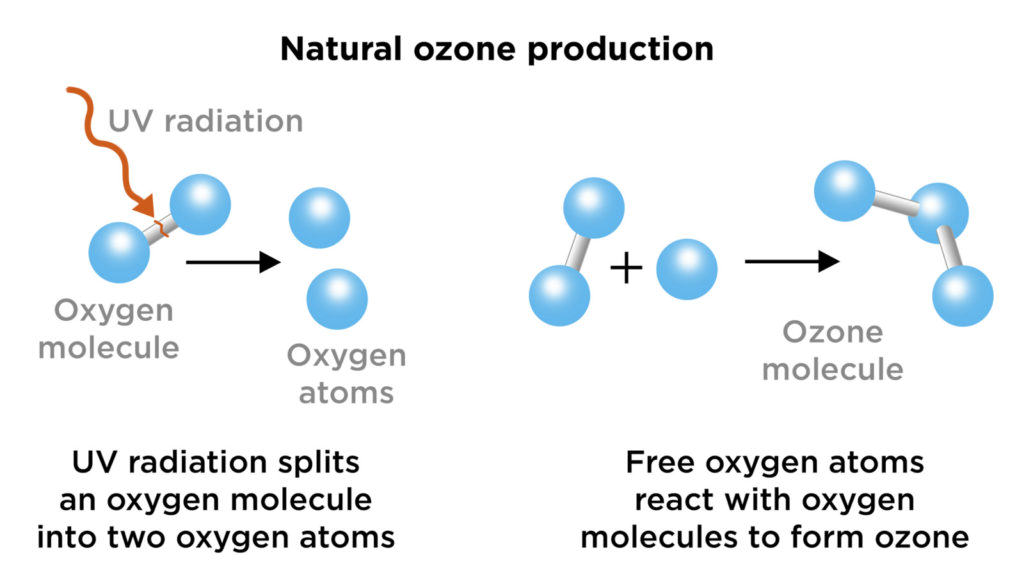 Natural ozone production
UV radiation
Oxygen
molecule
Oxygen
atoms
UV radiation splits
an oxygen molecule
into two oxygen atoms
+
Ozone
molecule
Free oxygen atoms
react with oxygen
molecules to form ozone